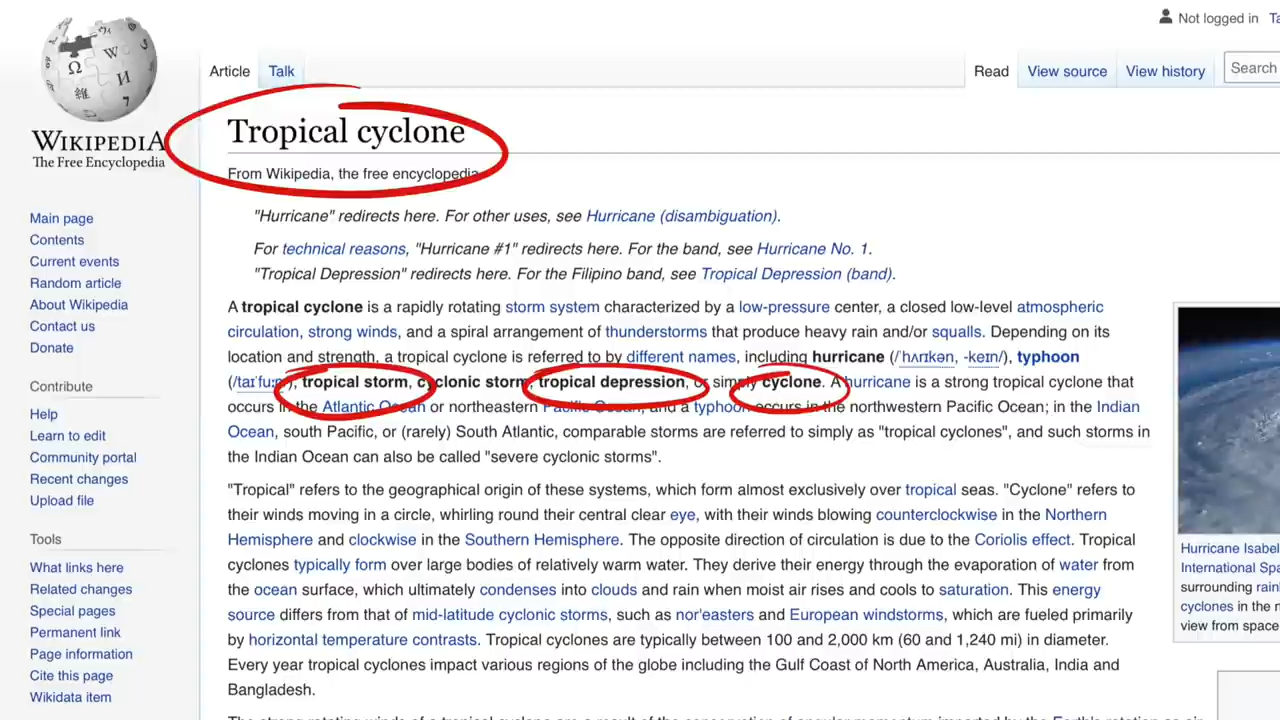 Not logged in
Article Talk Read View source View history Search
WIKIPEDIA
The Free Encyclopedia
Tropical cyclone
From Wikipedia, the free encyclopedia
Main page
Contents
Current events
Random article
About Wikipedia
Contact us
Donate
Contribute
Help
Learn to edit
Community portal
Recent changes
Upload file
Tools
What links here
Related changes
Special pages
Permanent link
Page information
Cite this page
Wikidata item
"Hurricane" redirects here. For other uses, see Hurricane (disambiguation).
For technical reasons, "Hurricane #1" redirects here. For the band, see Hurricane No. 1.
"Tropical Depression" redirects here. For the Filipino band, see Tropical Depression (band).
A tropical cyclone is a rapidly rotating storm system characterized by a low-pressure center, a closed low-level atmospheric
circulation, strong winds, and a spiral arrangement of thunderstorms that produce heavy rain and/or squalls. Depending on its
location and strength, a tropical cyclone is referred to by different names, including hurricane (/ˈhʌrɪkən, -keɪn/), typhoon
tropical storm, cyclonic storm, tropical depression, or simply cyclone. A hurricane is a strong tropical cyclone that
occurs in the Atlantic Ocean or northeastern Pacific Ocean, and a typhoon occurs in the northwestern Pacific Ocean; in the Indian
Ocean, south Pacific, or (rarely) South Atlantic, comparable storms are referred to simply as "tropical cyclones", and such storms in
the Indian Ocean can also be called "severe cyclonic storms".
"Tropical" refers to the geographical origin of these systems, which form almost exclusively over tropical seas. "Cyclone" refers to
their winds moving in a circle, whirling round their central clear eye, with their winds blowing counterclockwise in the Northern
Hemisphere and clockwise in the Southern Hemisphere. The opposite direction of circulation is due to the Coriolis effect. Tropical
cyclones typically form over large bodies of relatively warm water. They derive their energy through the evaporation of water from
the ocean surface, which ultimately condenses into clouds and rain when moist air rises and cools to saturation. This energy
source differs from that of mid-latitude cyclonic storms, such as nor'easters and European windstorms, which are fueled primarily
by horizontal temperature contrasts. Tropical cyclones are typically between 100 and 2,000 km (60 and 1,240 mi) in diameter.
Every year tropical cyclones impact various regions of the globe including the Gulf Coast of North America, Australia, India and
Bangladesh.
Hurricane Isabel
International Spa
surrounding rain
cyclones in the n
view from space